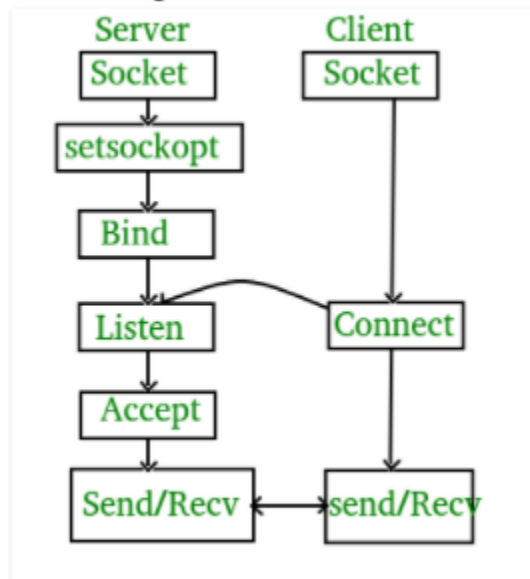 Server Client
Socket Socket
setsockopt
Bind
Listen Connect
Accept
Send/Recv send/Recv